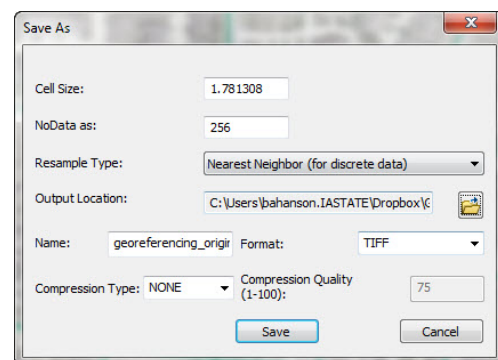 Save As
Cell Size: 1.781308
NoData as: 256
Resample Type: Nearest Neighbor (for discrete data)
Output Location: C:\Users\bahanson.IASTATE\Dropbox\G
Name: georeferencing_origir Format: TIFF
Compression Type: NONE Compression Quality (1-100): 75
Save Cancel